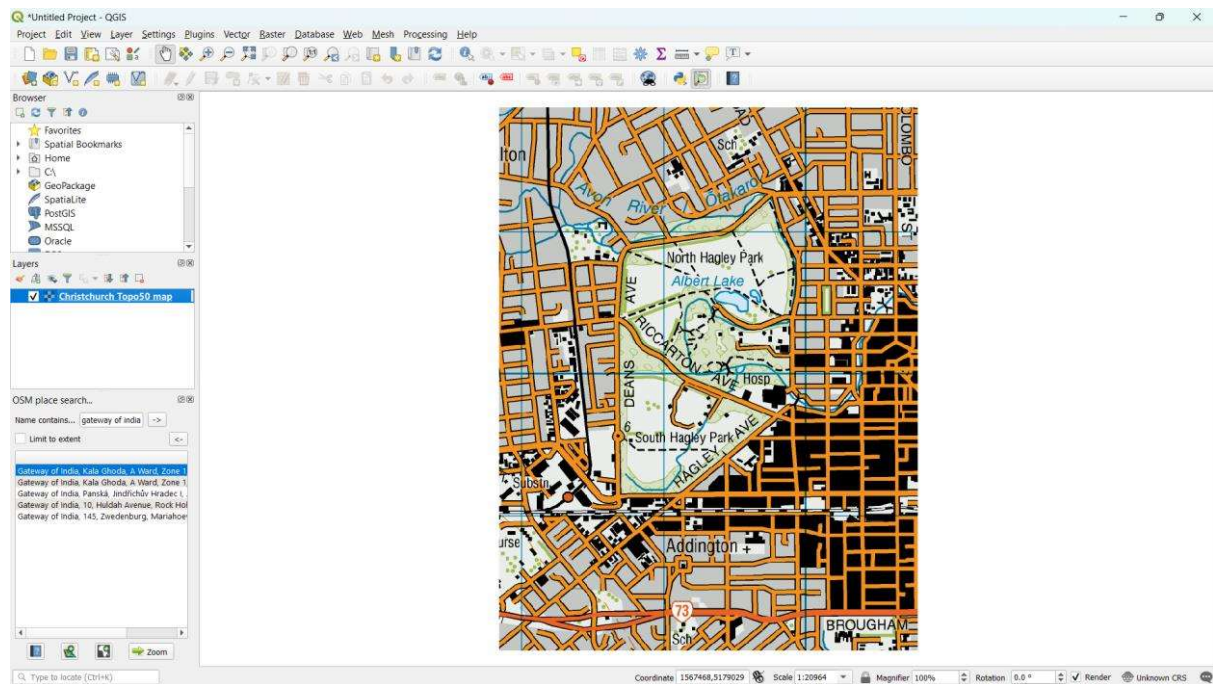 *Untitled Project - QGIS
Project Edit View Layer Settings Plugins Vector Raster Database Web Mesh Processing Help
Browser
Favorites
Spatial Bookmarks
Home
C:\
GeoPackage
SpatiaLite
PostGIS
MSSQL
Oracle
Layers
Christchurch Topo50 map
OSM place search...
Name contains... gateway of india ->
Limit to extent <-
Gateway of India, Kala Ghoda, A Ward, Zone 1
Gateway of India, Kala Ghoda, A Ward, Zone 1
Gateway of India, Panská, Jindřichův Hradec I,
Gateway of India, 10, Huldah Avenue, Rock Hol
Gateway of India, 145, Zwedenburg, Mariahoe
Zoom
lton
Sch
OLOMBO
ST
Avon River / Ōtākaro
North Hagley Park
Albert Lake
AVE
RICCARTON AVE
DEANS
Hosp
6
South Hagley Park
HAGLEY AVE
Substn
urse
Addington
73
Sch
BROUGHAM
Type to locate (Ctrl+K)
Coordinate 1567468,5179029 Scale 1:20964 Magnifier 100% Rotation 0.0 ° Render Unknown CRS